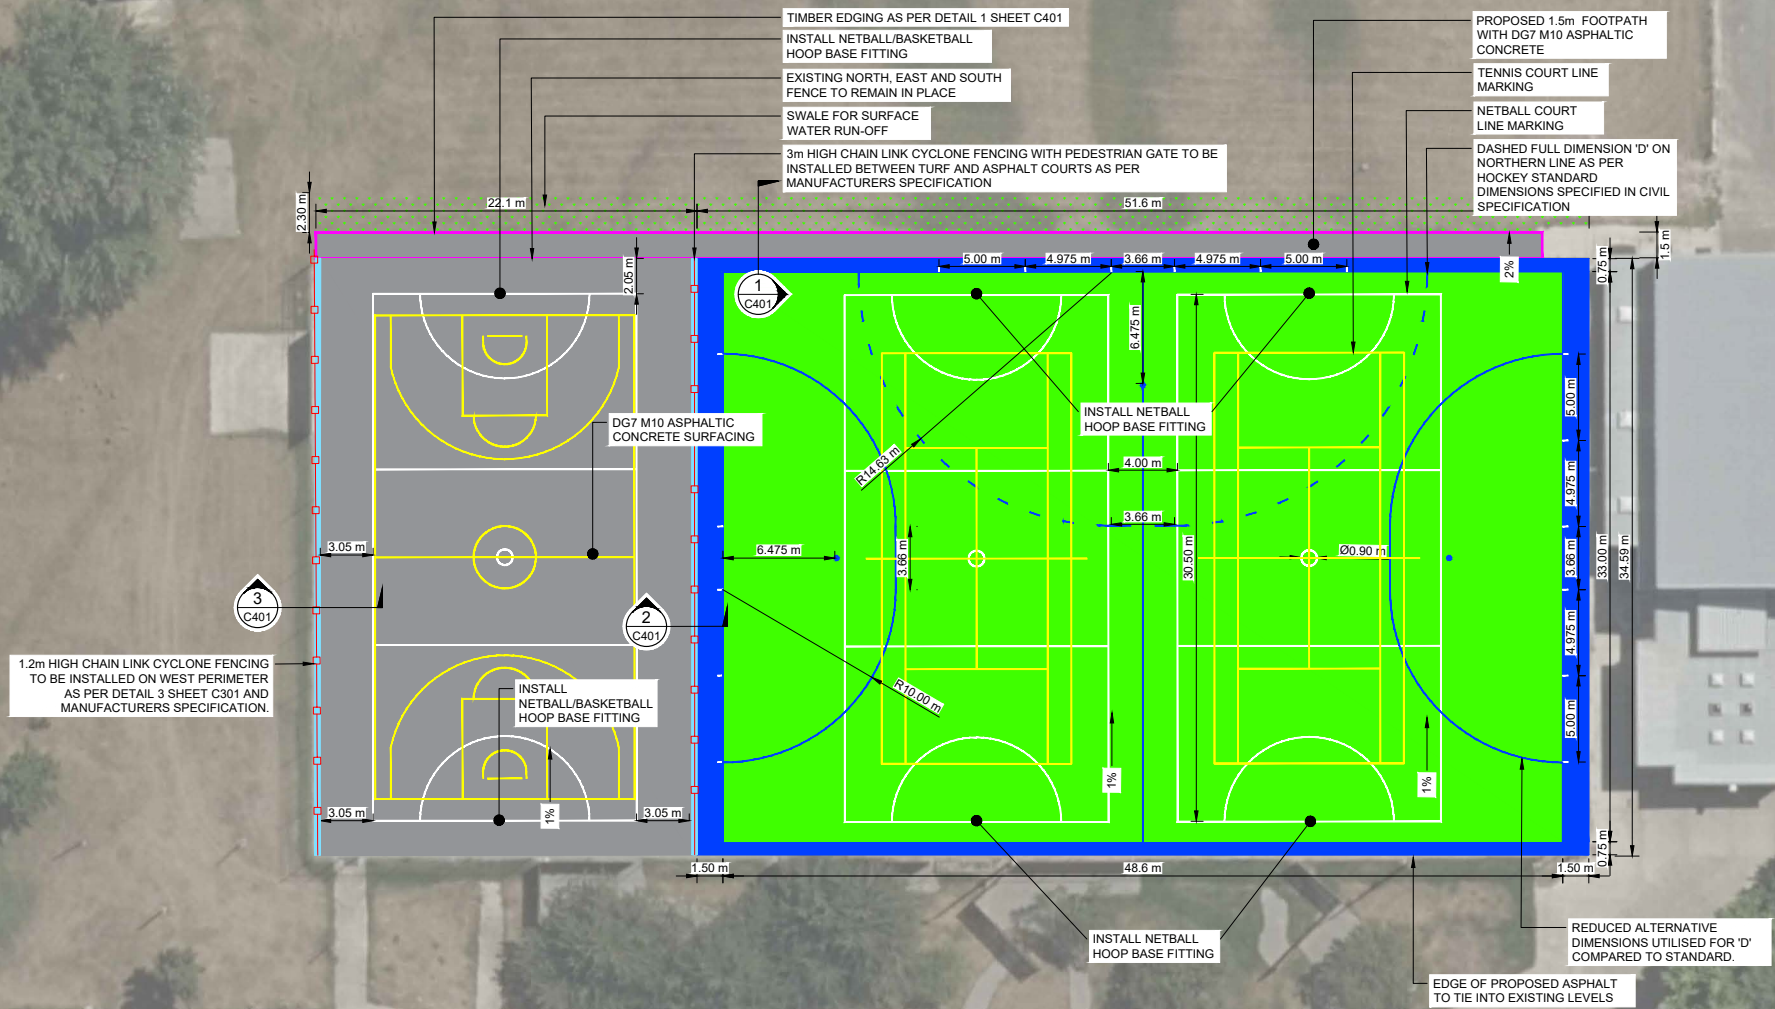 TIMBER EDGING AS PER DETAIL 1 SHEET C401
INSTALL NETBALL/BASKETBALL
HOOP BASE FITTING
EXISTING NORTH, EAST AND SOUTH
FENCE TO REMAIN IN PLACE
SWALE FOR SURFACE
WATER RUN-OFF
3m HIGH CHAIN LINK CYCLONE FENCING WITH PEDESTRIAN GATE TO BE
INSTALLED BETWEEN TURF AND ASPHALT COURTS AS PER
MANUFACTURERS SPECIFICATION
PROPOSED 1.5m FOOTPATH
WITH DG7 M10 ASPHALTIC
CONCRETE
TENNIS COURT LINE
MARKING
NETBALL COURT
LINE MARKING
DASHED FULL DIMENSION 'D' ON
NORTHERN LINE AS PER
HOCKEY STANDARD
DIMENSIONS SPECIFIED IN CIVIL
SPECIFICATION
2.30 m
22.1 m
51.6 m
1.5 m
2.05 m
5.00 m
4.975 m
3.66 m
4.975 m
5.00 m
2%
0.75 m
1
C401
6.475 m
INSTALL NETBALL
HOOP BASE FITTING
DG7 M10 ASPHALTIC
CONCRETE SURFACING
R14.63 m
4.00 m
3.66 m
5.00 m
4.975 m
3.66 m
4.975 m
5.00 m
33.00 m
34.59 m
3.05 m
6.475 m
3.66 m
30.50 m
Ø0.90 m
3
C401
2
C401
1.2m HIGH CHAIN LINK CYCLONE FENCING
TO BE INSTALLED ON WEST PERIMETER
AS PER DETAIL 3 SHEET C301 AND
MANUFACTURERS SPECIFICATION.
INSTALL
NETBALL/BASKETBALL
HOOP BASE FITTING
R10.00 m
1%
1%
1%
3.05 m
3.05 m
0.75 m
1.50 m
48.6 m
1.50 m
INSTALL NETBALL
HOOP BASE FITTING
REDUCED ALTERNATIVE
DIMENSIONS UTILISED FOR 'D'
COMPARED TO STANDARD.
EDGE OF PROPOSED ASPHALT
TO TIE INTO EXISTING LEVELS